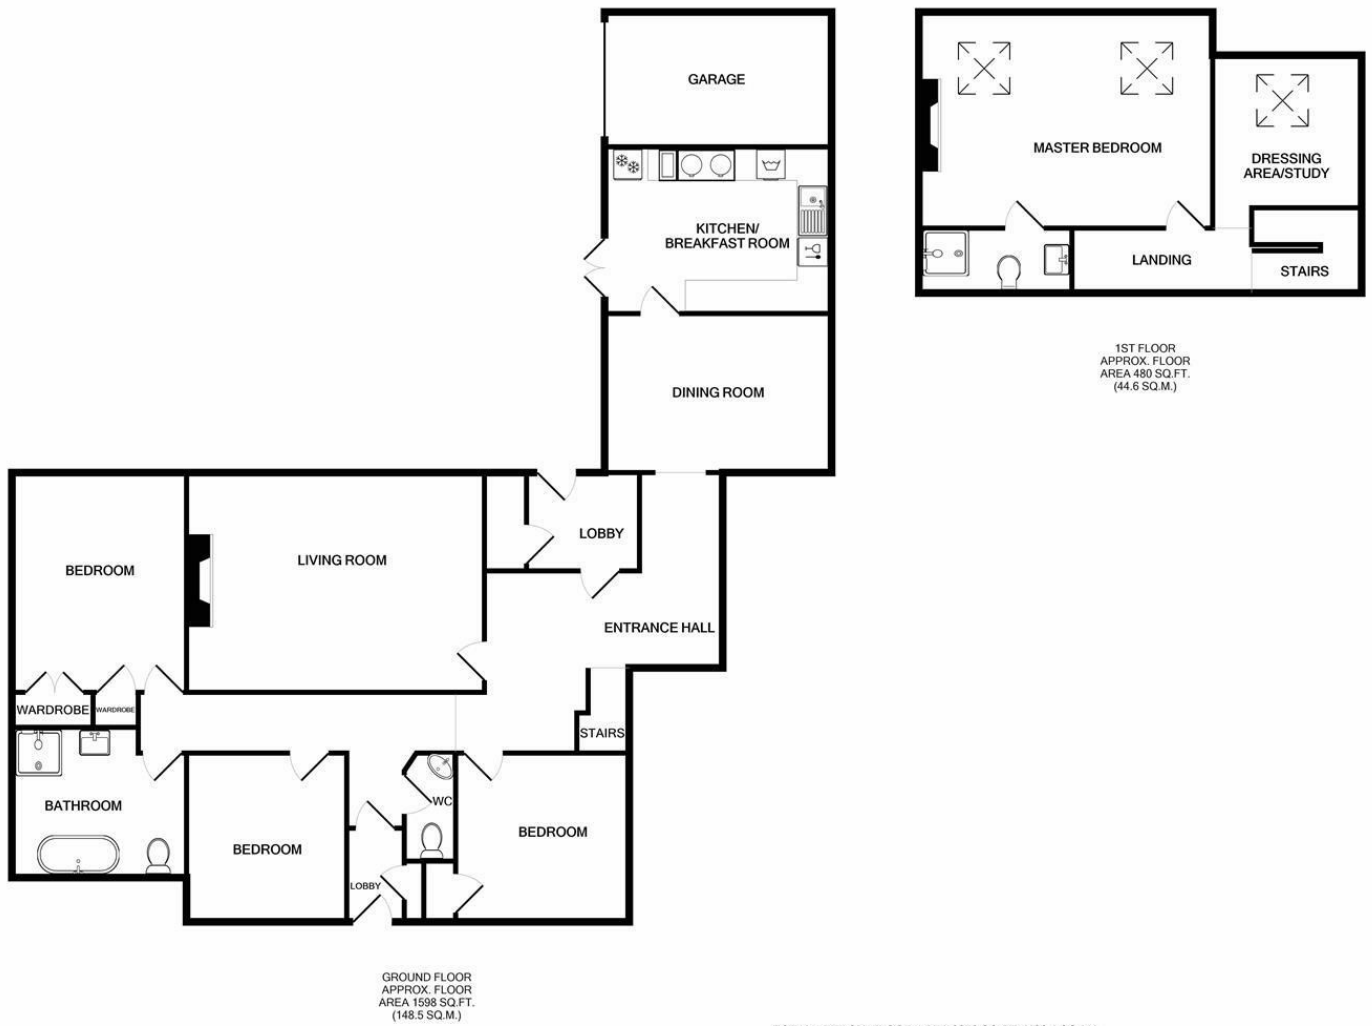 GARAGE
KITCHEN/
BREAKFAST ROOM
DINING ROOM
LOBBY
LIVING ROOM
BEDROOM
ENTRANCE HALL
WARDROBE
WARDROBE
STAIRS
BATHROOM
WC
BEDROOM
BEDROOM
LOBBY
GROUND FLOOR
APPROX. FLOOR
AREA 1598 SQ.FT.
(148.5 SQ.M.)
MASTER BEDROOM
DRESSING
AREA/STUDY
LANDING
STAIRS
1ST FLOOR
APPROX. FLOOR
AREA 480 SQ.FT.
(44.6 SQ.M.)